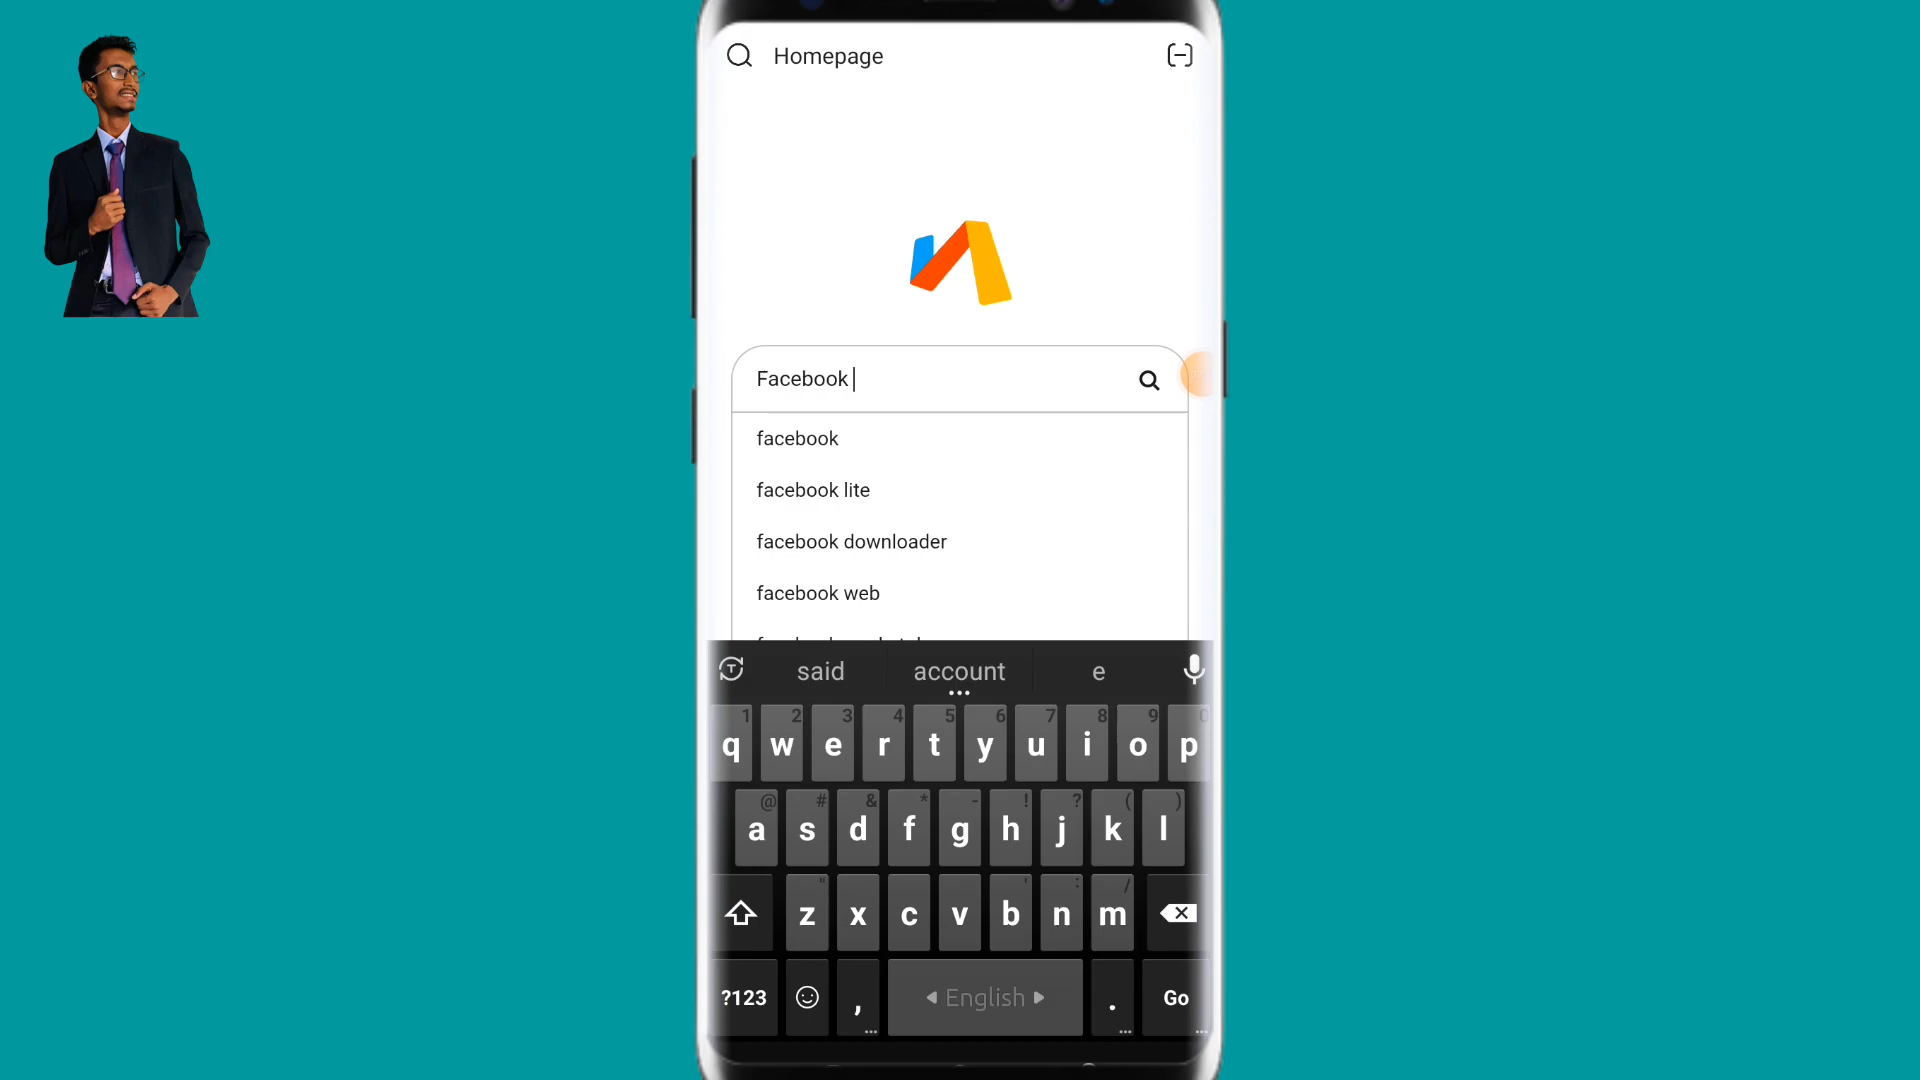 Homepage
Facebook
facebook
facebook lite
facebook downloader
facebook web
said account e
1 2 3 4 5 6 7 8 9 0
q w e r t y u i o p
@ # & * - ! ? ( )
a s d f g h j k l
" ' : /
z x c v b n m
?123 , English . Go